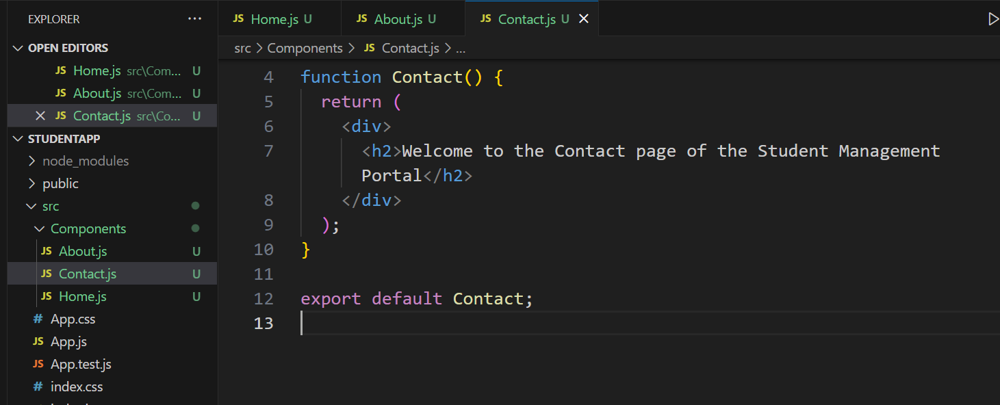 EXPLORER ...
OPEN EDITORS
JS Home.js src\Com... U
JS About.js src\Com... U
JS Contact.js src\Co... U
STUDENTAPP
node_modules
public
src
Components
JS About.js U
JS Contact.js U
JS Home.js U
# App.css
JS App.js
JS App.test.js
# index.css
JS Home.js U
JS About.js U
JS Contact.js U
src > Components > JS Contact.js > ...
4 function Contact() {
5 return (
6 <div>
7 <h2>Welcome to the Contact page of the Student Management
Portal</h2>
8 </div>
9 );
10 }
11
12 export default Contact;
13